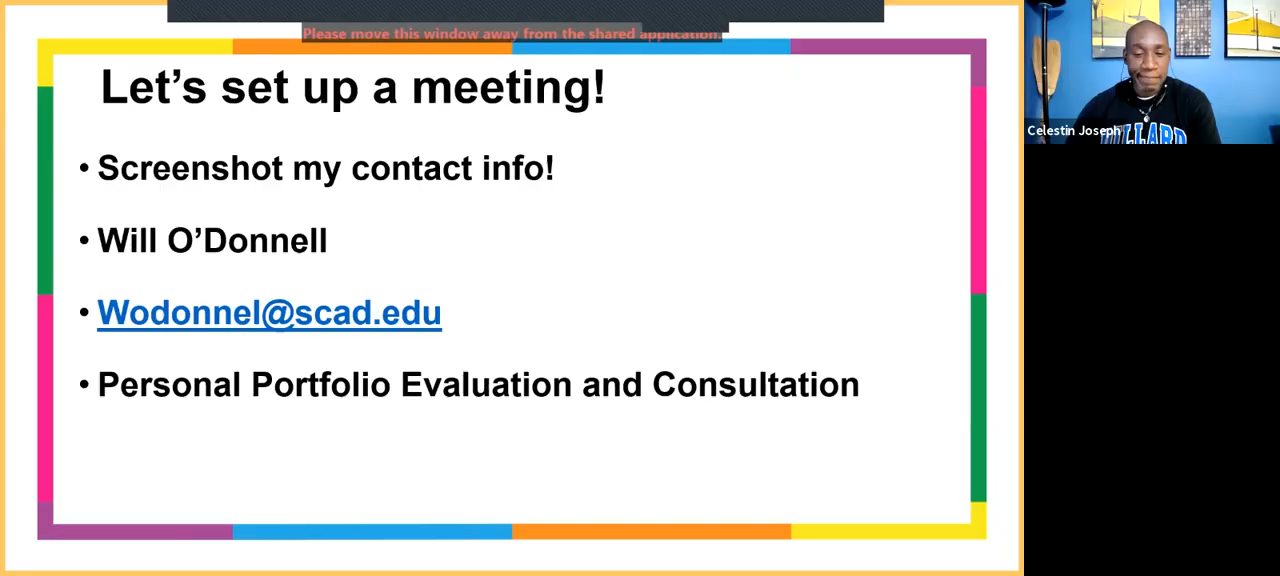 Please move this window away from the shared application.
Let’s set up a meeting!
• Screenshot my contact info!
• Will O’Donnell
• Wodonnel@scad.edu
• Personal Portfolio Evaluation and Consultation
Celestin Joseph